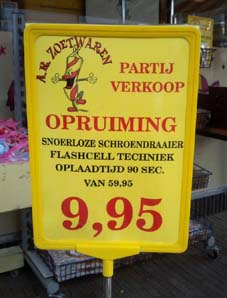 A.R. ZOETWAREN
PARTIJ
VERKOOP
OPRUIMING
SNOERLOZE SCHROENDRAAIER
FLASHCELL TECHNIEK
OPLAADTIJD 90 SEC.
VAN 59,95
9,95